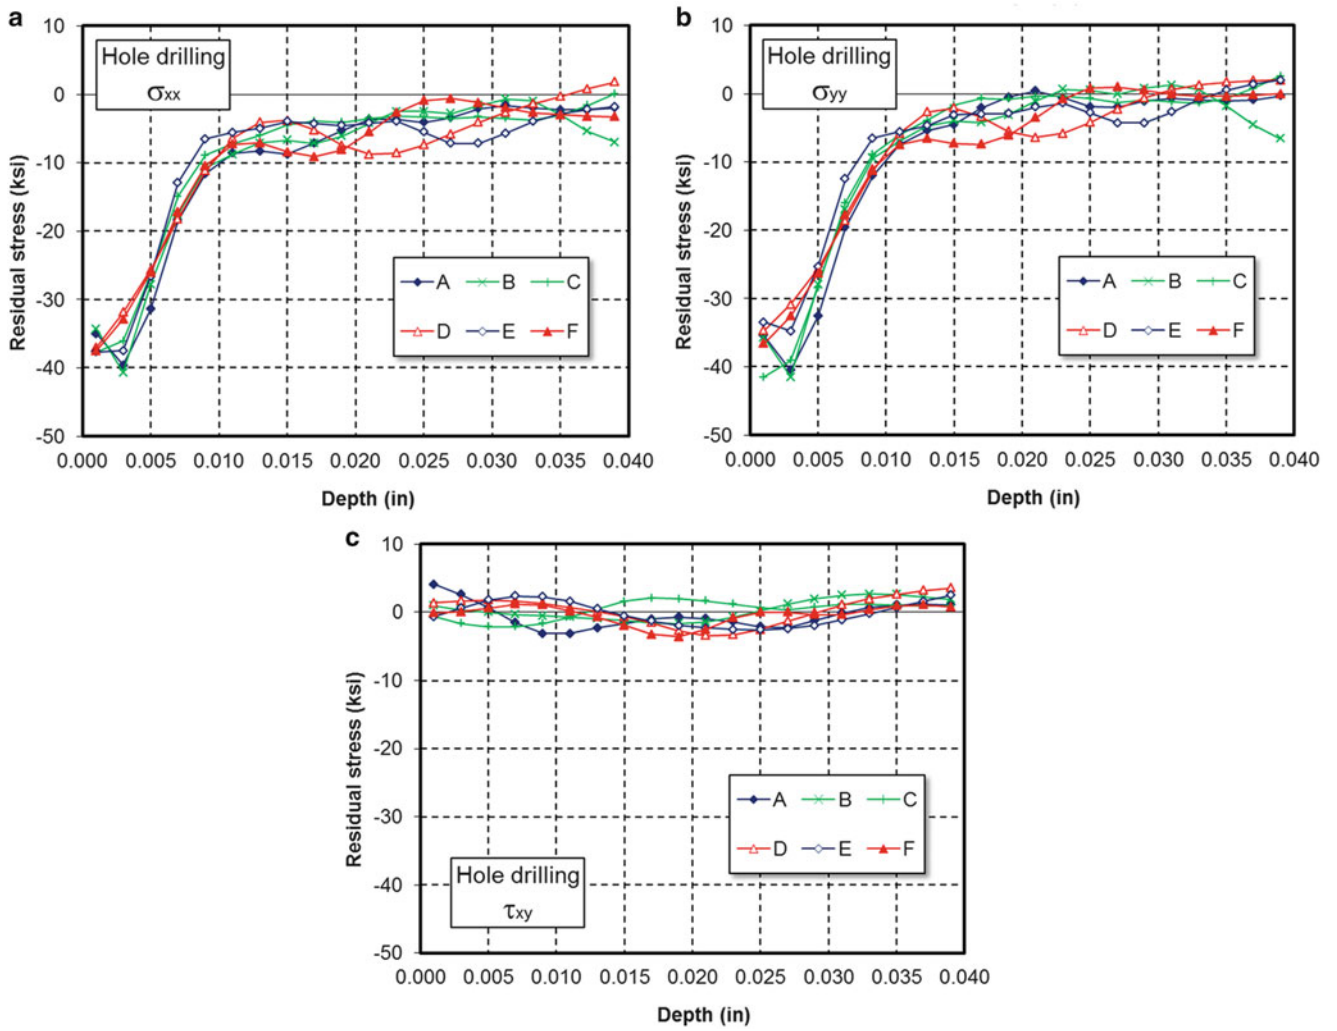 a
Hole drilling
σxx
10
0
-10
-20
-30
-40
-50
Residual stress (ksi)
A B C
D E F
0.000 0.005 0.010 0.015 0.020 0.025 0.030 0.035 0.040
Depth (in)
b
Hole drilling
σyy
10
0
-10
-20
-30
-40
-50
Residual stress (ksi)
A B C
D E F
0.000 0.005 0.010 0.015 0.020 0.025 0.030 0.035 0.040
Depth (in)
c
10
0
-10
-20
-30
-40
-50
Residual stress (ksi)
A B C
D E F
Hole drilling
τxy
0.000 0.005 0.010 0.015 0.020 0.025 0.030 0.035 0.040
Depth (in)